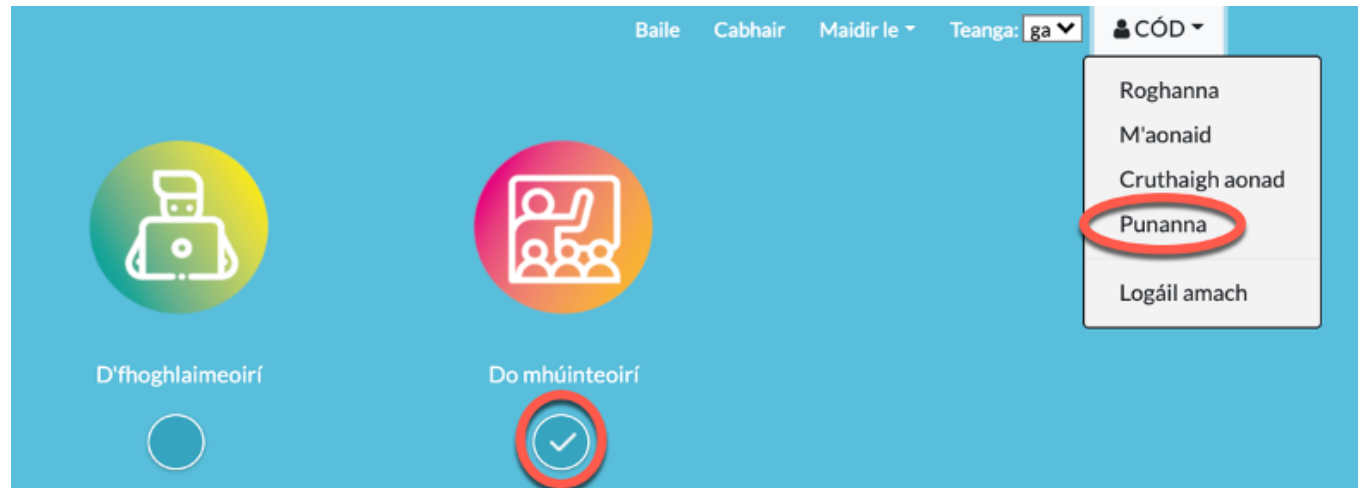 Baile Cabhair Maidir le Teanga: ga CÓD
Roghanna
M'aonaid
Cruthaigh aonad
Punanna
Logáil amach
D'fhoghlaimeoirí
Do mhúinteoirí